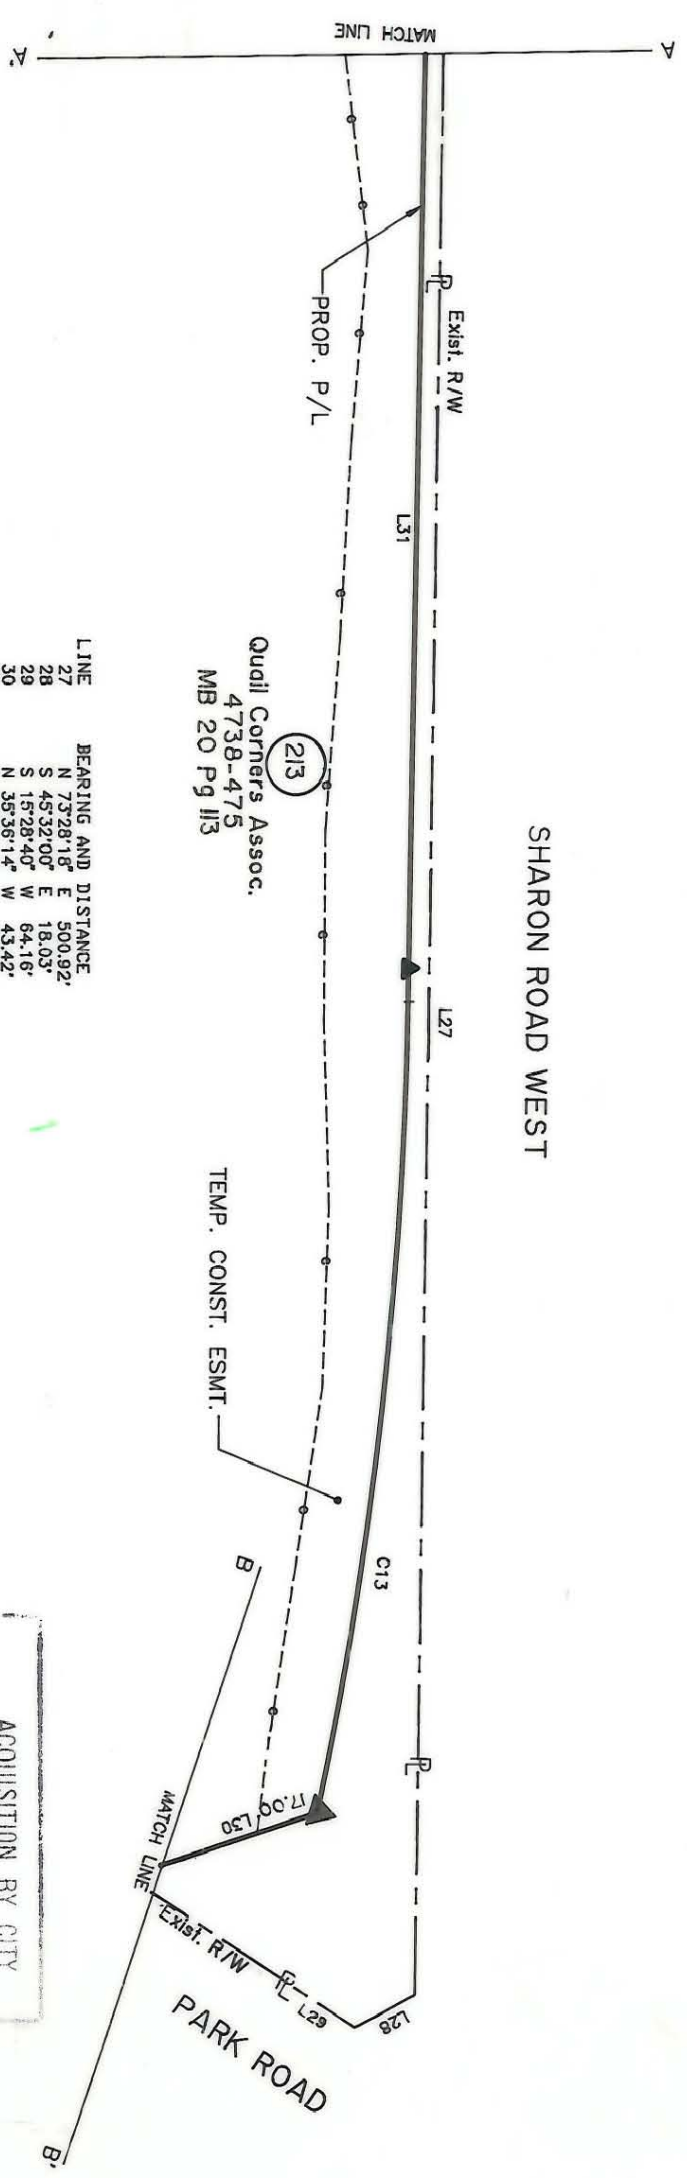 A
MATCH LINE
A'
SHARON ROAD WEST
PL
Exist. R/W
L31
L27
PROP. P/L
Quail Corners Assoc.
4738-475
MB 20 Pg 113
213
TEMP. CONST. ESMT.
C13
PL
B
MATCH LINE
B'
17.00'
L30
Exist. R/W
PL
L29
L28
PARK ROAD
LINE BEARING AND DISTANCE
27 N 73°28'18" E 500.92'
28 S 45°32'00" E 18.03'
29 S 15°28'40" W 64.16'
30 N 35°36'14" W 43.42'
ACQUISITION BY CITY